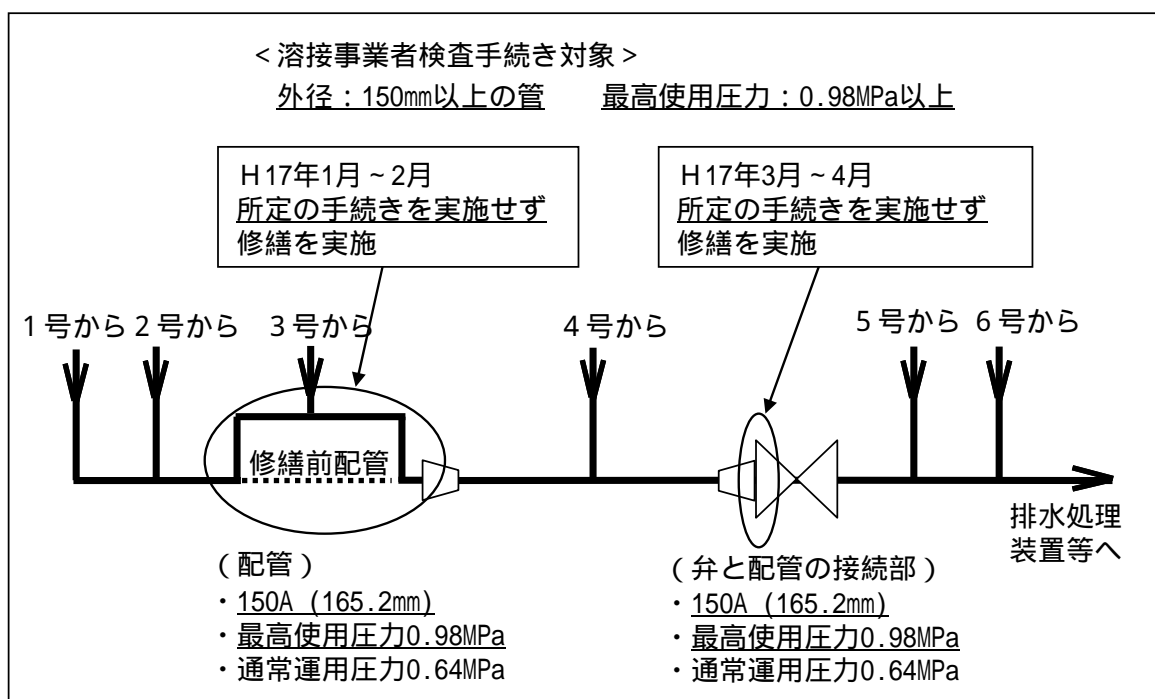 <溶接事業者検査手続き対象>
外径：150mm以上の管　最高使用圧力：0.98MPa以上
H17年1月~2月
所定の手続きを実施せず
修繕を実施
H17年3月~4月
所定の手続きを実施せず
修繕を実施
1号から 2号から 3号から 4号から 5号から 6号から
修繕前配管
排水処理
装置等へ
(配管)
・150A (165.2mm)
・最高使用圧力0.98MPa
・通常運用圧力0.64MPa
(弁と配管の接続部)
・150A (165.2mm)
・最高使用圧力0.98MPa
・通常運用圧力0.64MPa